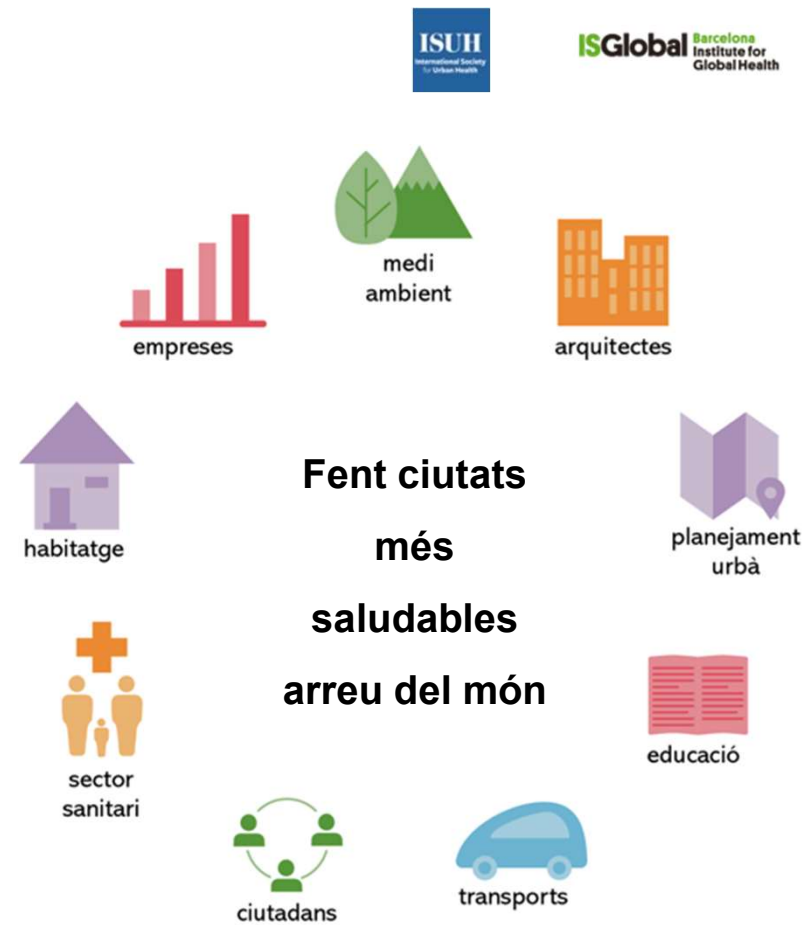 ISUH
International Society
for Urban Health
ISGlobal Barcelona
Institute for
Global Health
medi
ambient
empreses
arquitectes
Fent ciutats
més
saludables
arreu del món
habitatge
planejament
urbà
educació
sector
sanitari
transports
ciutadans